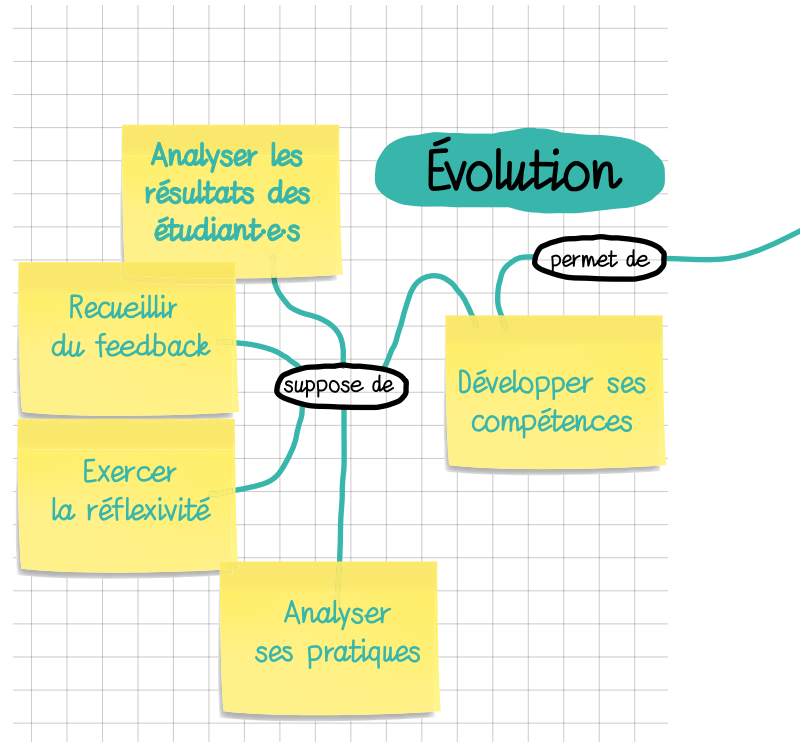 Évolution
Analyser les
résultats des
étudiant·e·s
permet de
Recueillir
du feedback
suppose de
Développer ses
compétences
Exercer
la réflexivité
Analyser
ses pratiques